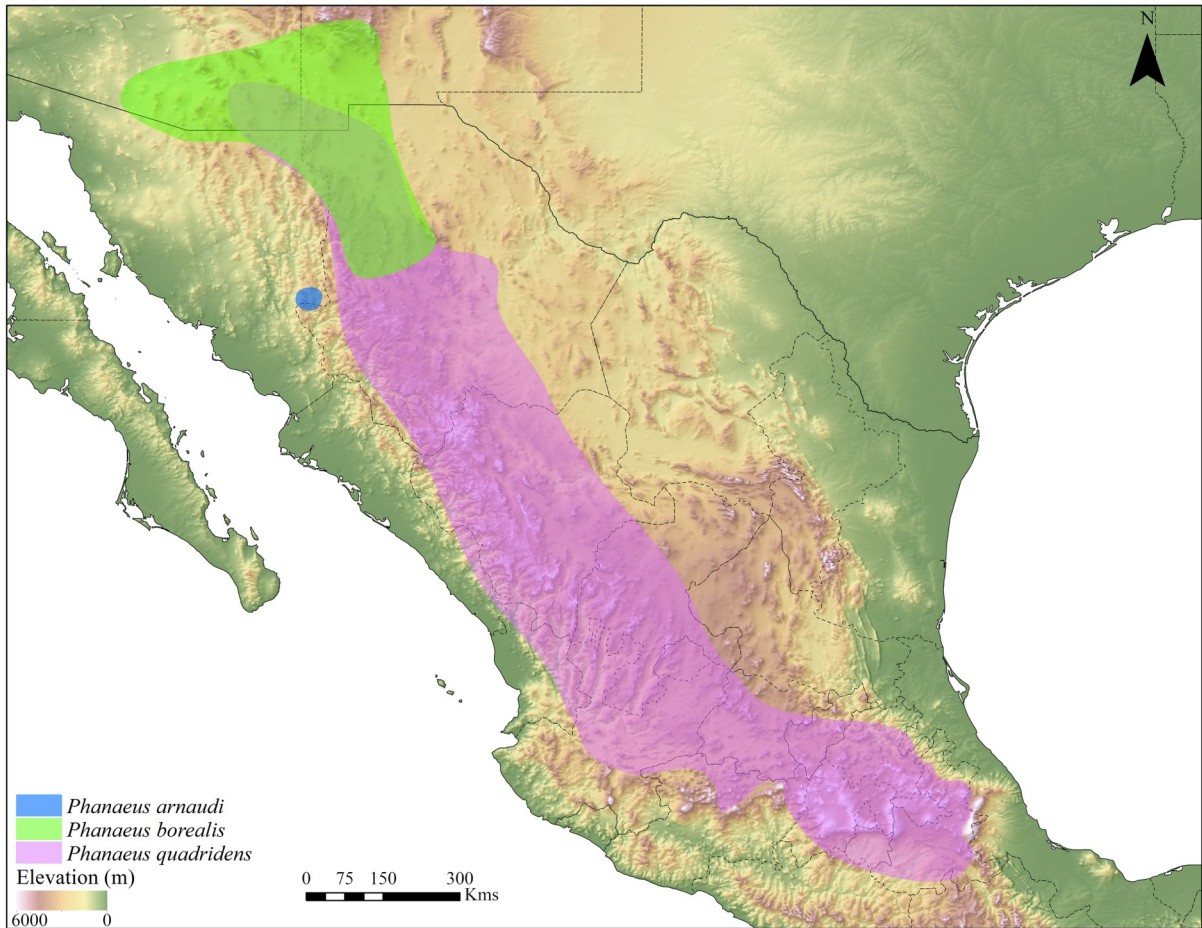 N
Phanaeus arnaudi
Phanaeus borealis
Phanaeus quadridens
Elevation (m)
6000 0
0 75 150 300
Kms